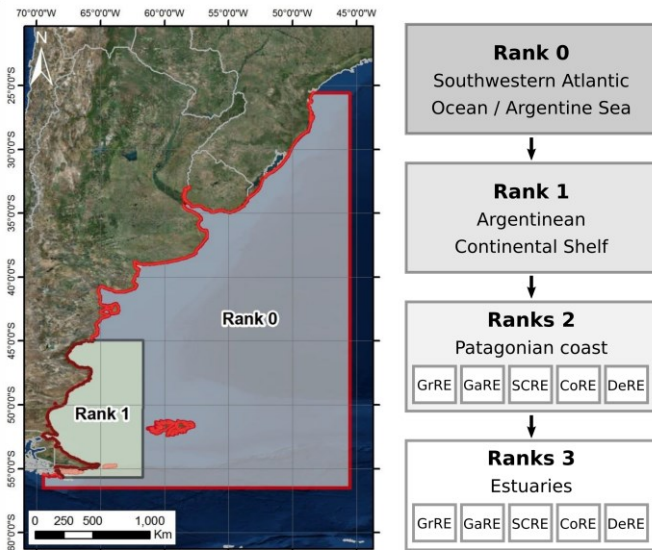 70°0'0"W 65°0'0"W 60°0'0"W 55°0'0"W 50°0'0"W 45°0'0"W
N
25°0'0"S
30°0'0"S
35°0'0"S
40°0'0"S
45°0'0"S
50°0'0"S
55°0'0"S
60°0'0"S
Rank 0
Rank 1
0 250 500 1,000
Km
Rank 0
Southwestern Atlantic
Ocean / Argentine Sea
Rank 1
Argentinean
Continental Shelf
Ranks 2
Patagonian coast
GrRE GaRE SCRE CoRE DeRE
Ranks 3
Estuaries
GrRE GaRE SCRE CoRE DeRE